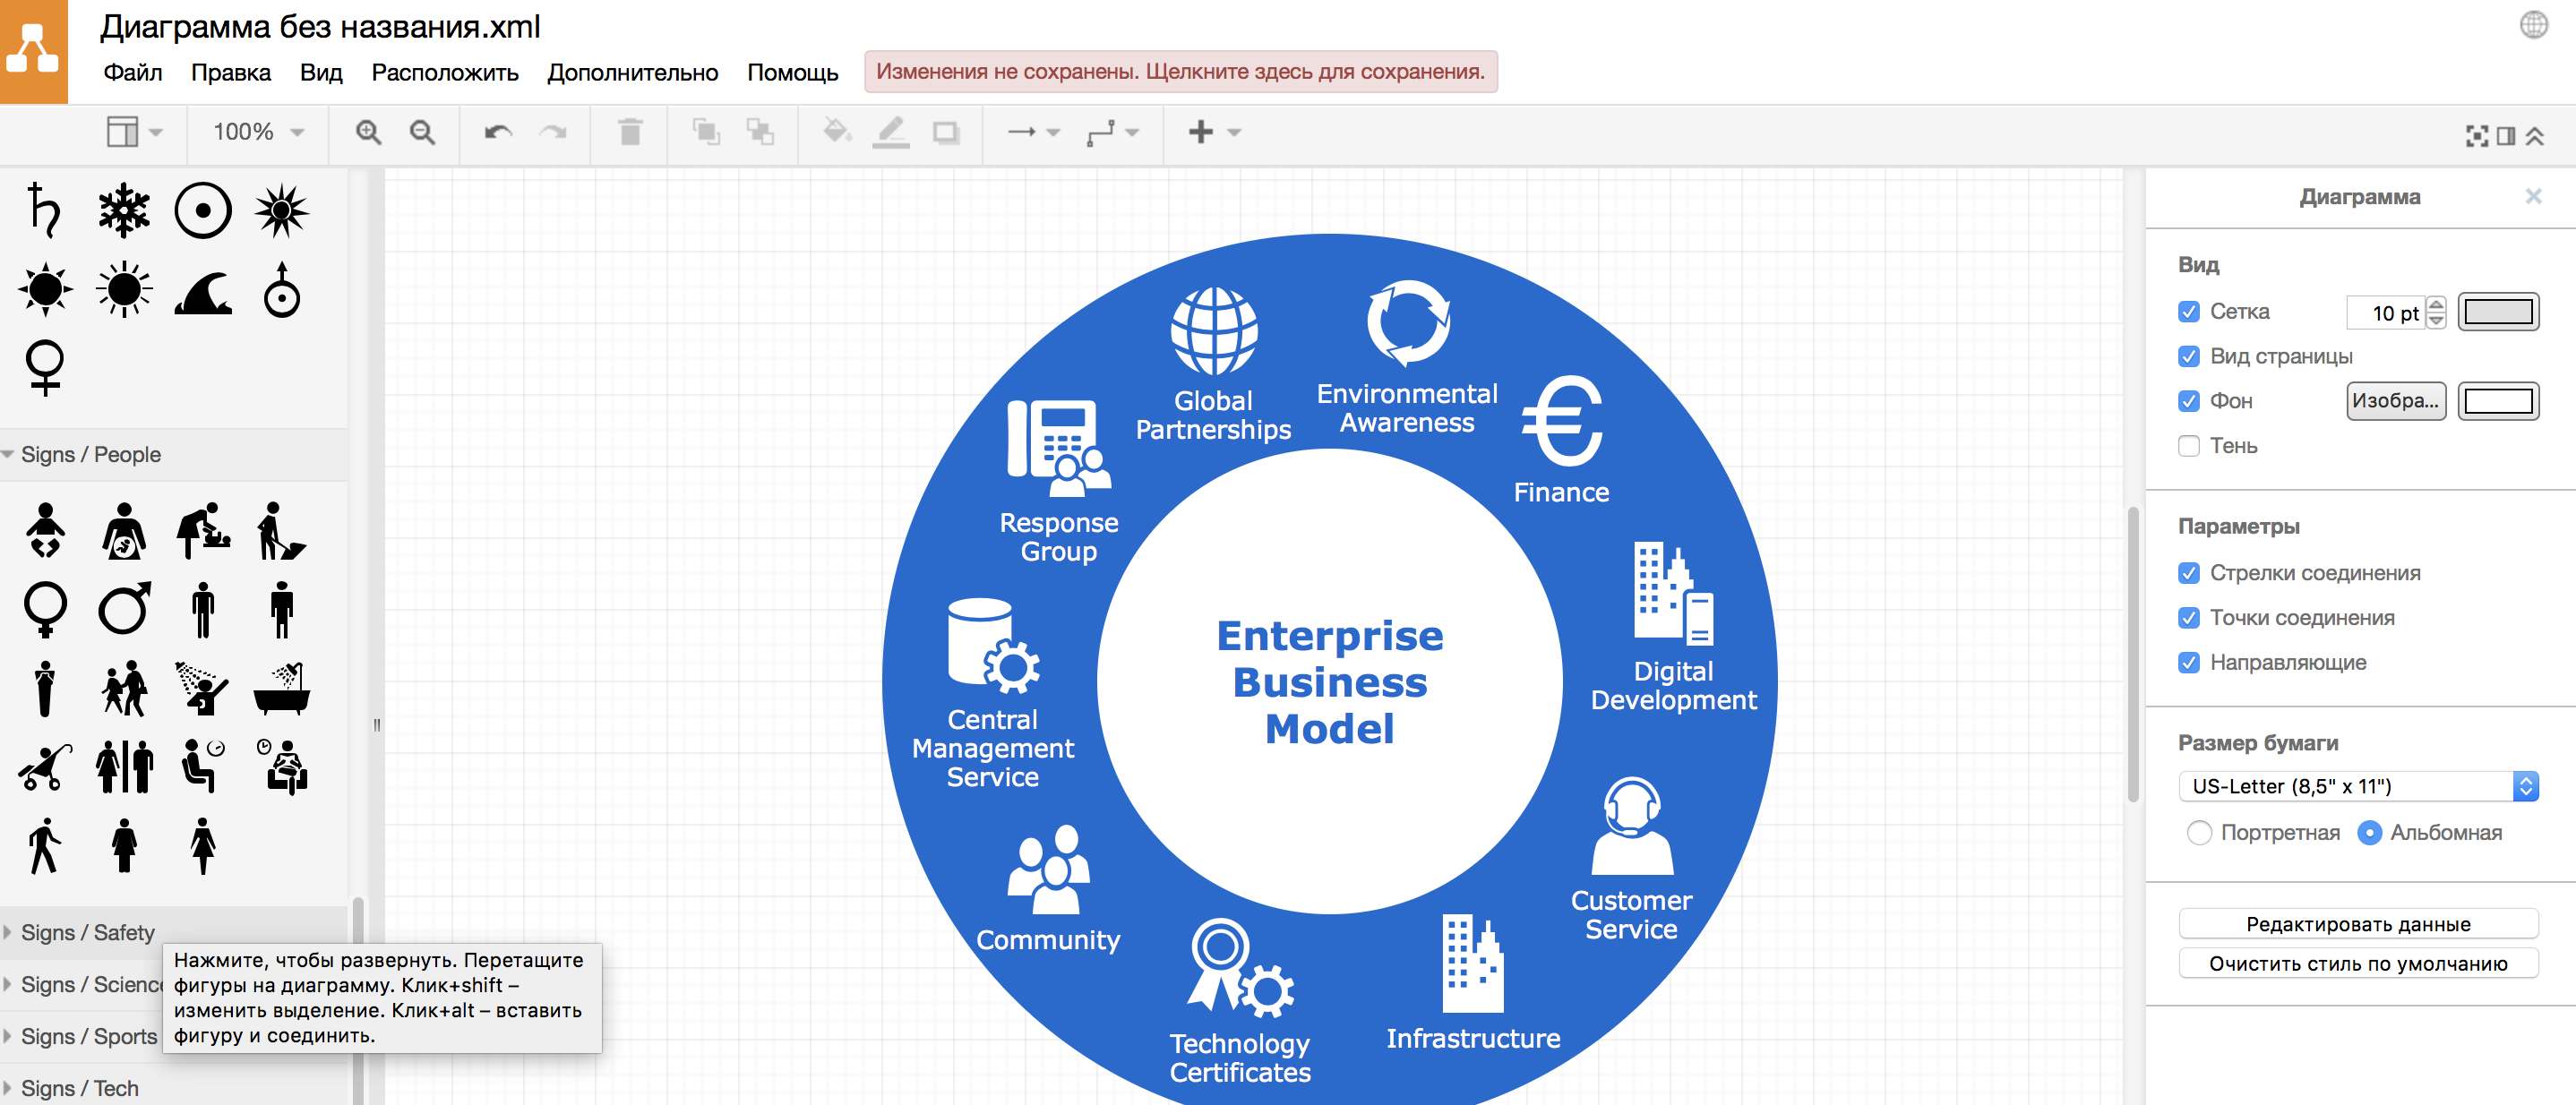 Диаграмма без названия.xml
Файл Правка Вид Расположить Дополнительно Помощь Изменения не сохранены. Щелкните здесь для сохранения.
100%
Signs / People
Signs / Safety
Signs / Science
Signs / Sports
Signs / Tech
Нажмите, чтобы развернуть. Перетащите
фигуры на диаграмму. Клик+shift –
изменить выделение. Клик+alt – вставить
фигуру и соединить.
Global
Partnerships
Environmental
Awareness
Finance
Response
Group
Digital
Development
Enterprise
Business
Model
Central
Management
Service
Customer
Service
Community
Technology
Certificates
Infrastructure
Диаграмма
Вид
Сетка 10 pt
Вид страницы
Фон Изобра...
Тень
Параметры
Стрелки соединения
Точки соединения
Направляющие
Размер бумаги
US-Letter (8,5" x 11")
Портретная Альбомная
Редактировать данные
Очистить стиль по умолчанию